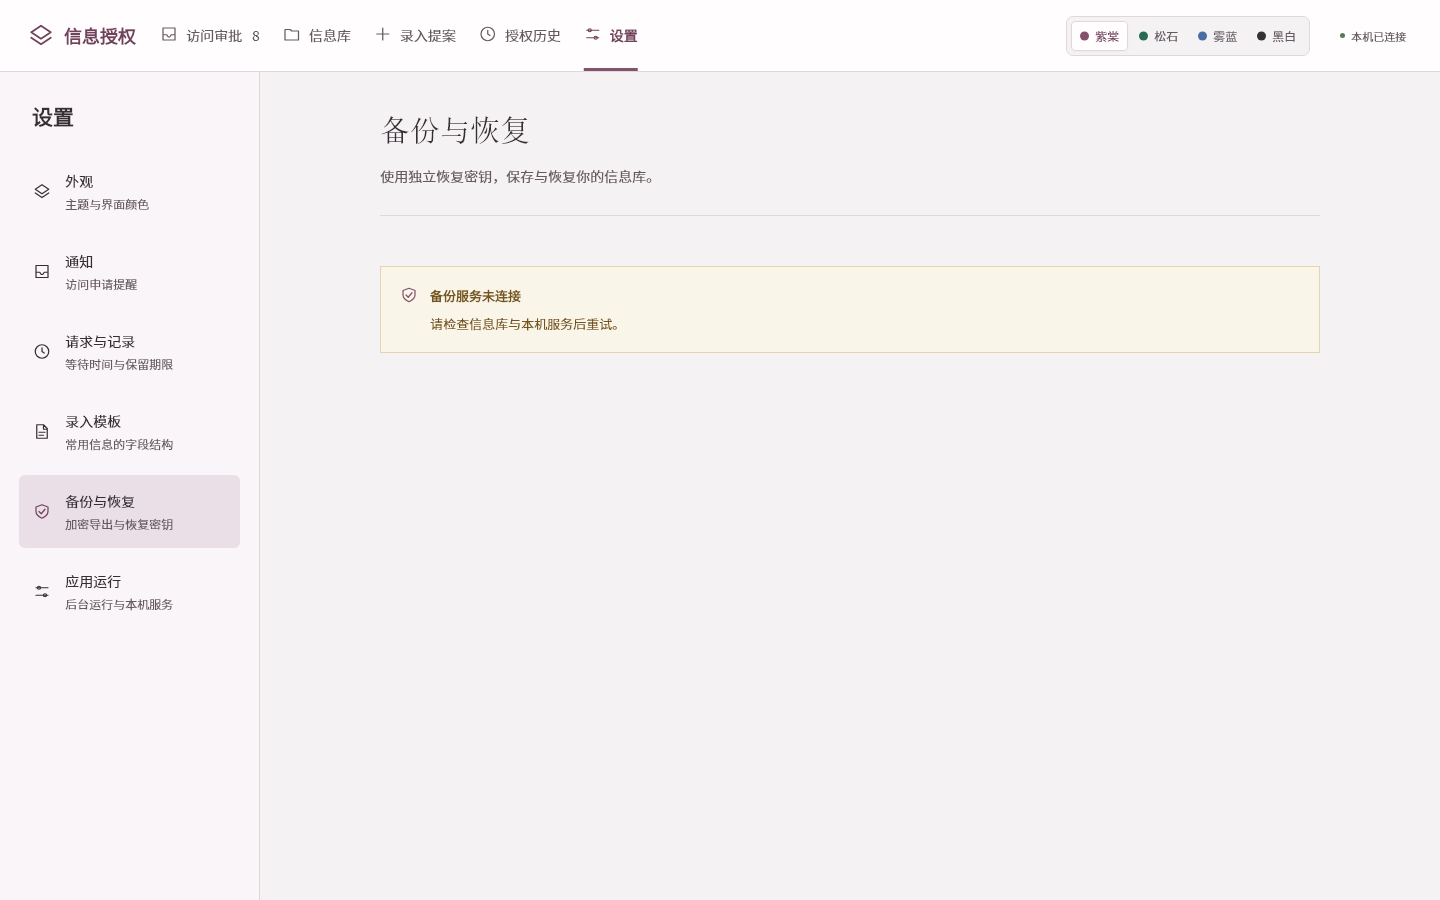 信息授权
访问审批 8
信息库
录入提案
授权历史
设置
紫棠
松石
雾蓝
黑白
本机已连接
设置
外观
主题与界面颜色
通知
访问申请提醒
请求与记录
等待时间与保留期限
录入模板
常用信息的字段结构
备份与恢复
加密导出与恢复密钥
应用运行
后台运行与本机服务
备份与恢复
使用独立恢复密钥，保存与恢复你的信息库。
备份服务未连接
请检查信息库与本机服务后重试。